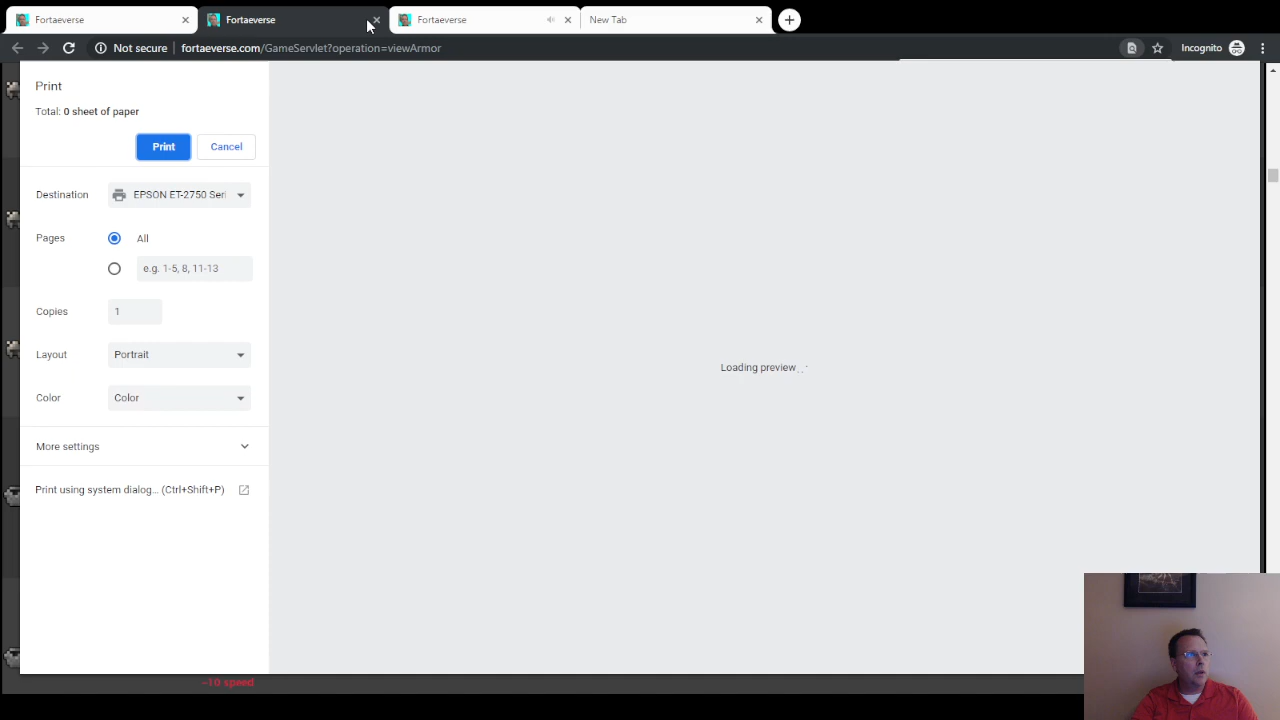 Fortaeverse
Fortaeverse
Fortaeverse
New Tab
Not secure
fortaeverse.com/GameServlet?operation=viewArmor
Incognito
Print
Total: 0 sheet of paper
Print
Cancel
Destination
EPSON ET-2750 Seri
Pages
All
e.g. 1-5, 8, 11-13
Copies
1
Layout
Portrait
Color
Color
More settings
Print using system dialog... (Ctrl+Shift+P)
Loading preview
-10 speed